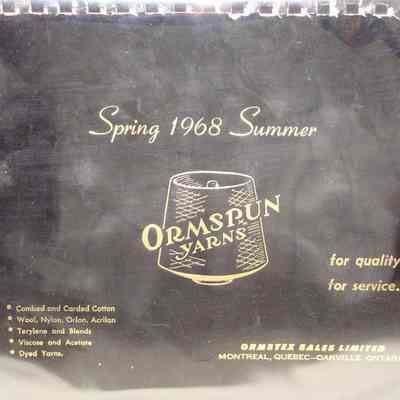 Spring 1968 Summer
ORMSPUN
YARNS
for quality
for service.
* Combed and Carded Cotton
* Wool, Nylon, Orlon, Acrilan
* Terylene and Blends
* Viscose and Acetate
* Dyed Yarns.
ORMSTEX SALES LIMITED
MONTREAL, QUEBEC—OAKVILLE, ONTARIO